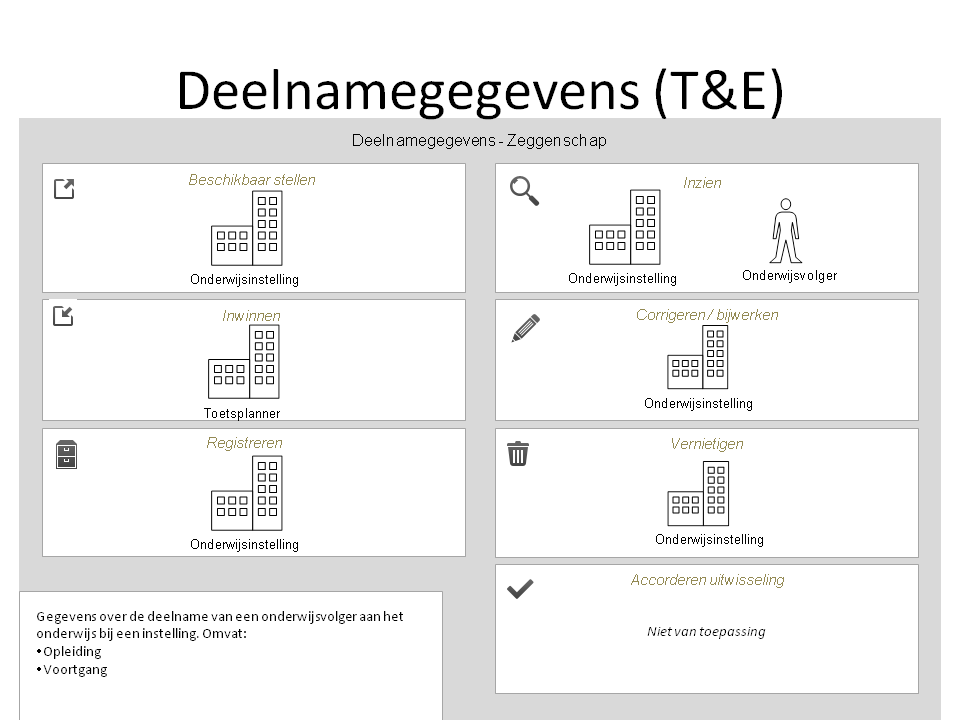 Deelnamegegevens (T&E)
Deelnamegegevens - Zeggenschap
Beschikbaar stellen
Onderwijsinstelling
Inwinnen
Toetsplanner
Registreren
Onderwijsinstelling
Gegevens over de deelname van een onderwijsvolger aan het
onderwijs bij een instelling. Omvat:
•Opleiding
•Voortgang
Inzien
Onderwijsinstelling
Onderwijsvolger
Corrigeren / bijwerken
Onderwijsinstelling
Vernietigen
Onderwijsinstelling
Accorderen uitwisseling
Niet van toepassing